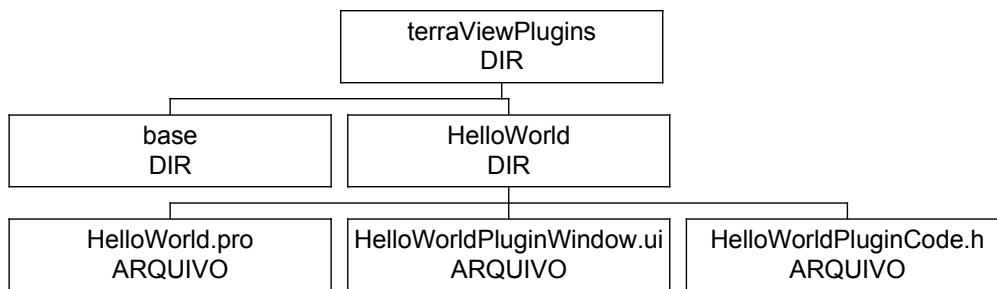 terraViewPlugins
DIR
base
DIR
HelloWorld
DIR
HelloWorld.pro
ARQUIVO
HelloWorldPluginWindow.ui
ARQUIVO
HelloWorldPluginCode.h
ARQUIVO